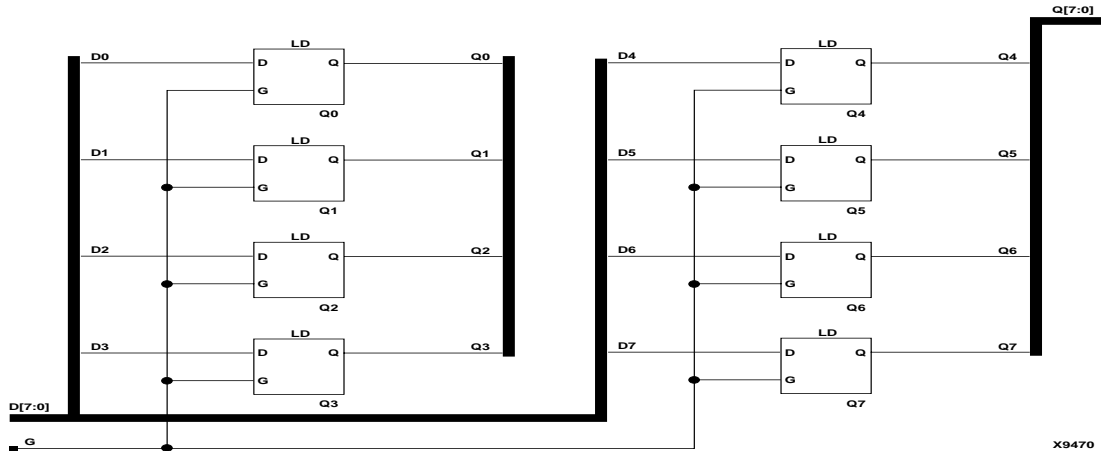 Q[7:0]
LD
D0 D Q Q0
G
Q0
LD
D1 D Q Q1
G
Q1
LD
D2 D Q Q2
G
Q2
LD
D3 D Q Q3
G
Q3
LD
D4 D Q Q4
G
Q4
LD
D5 D Q Q5
G
Q5
LD
D6 D Q Q6
G
Q6
LD
D7 D Q Q7
G
Q7
D[7:0]
G
X9470